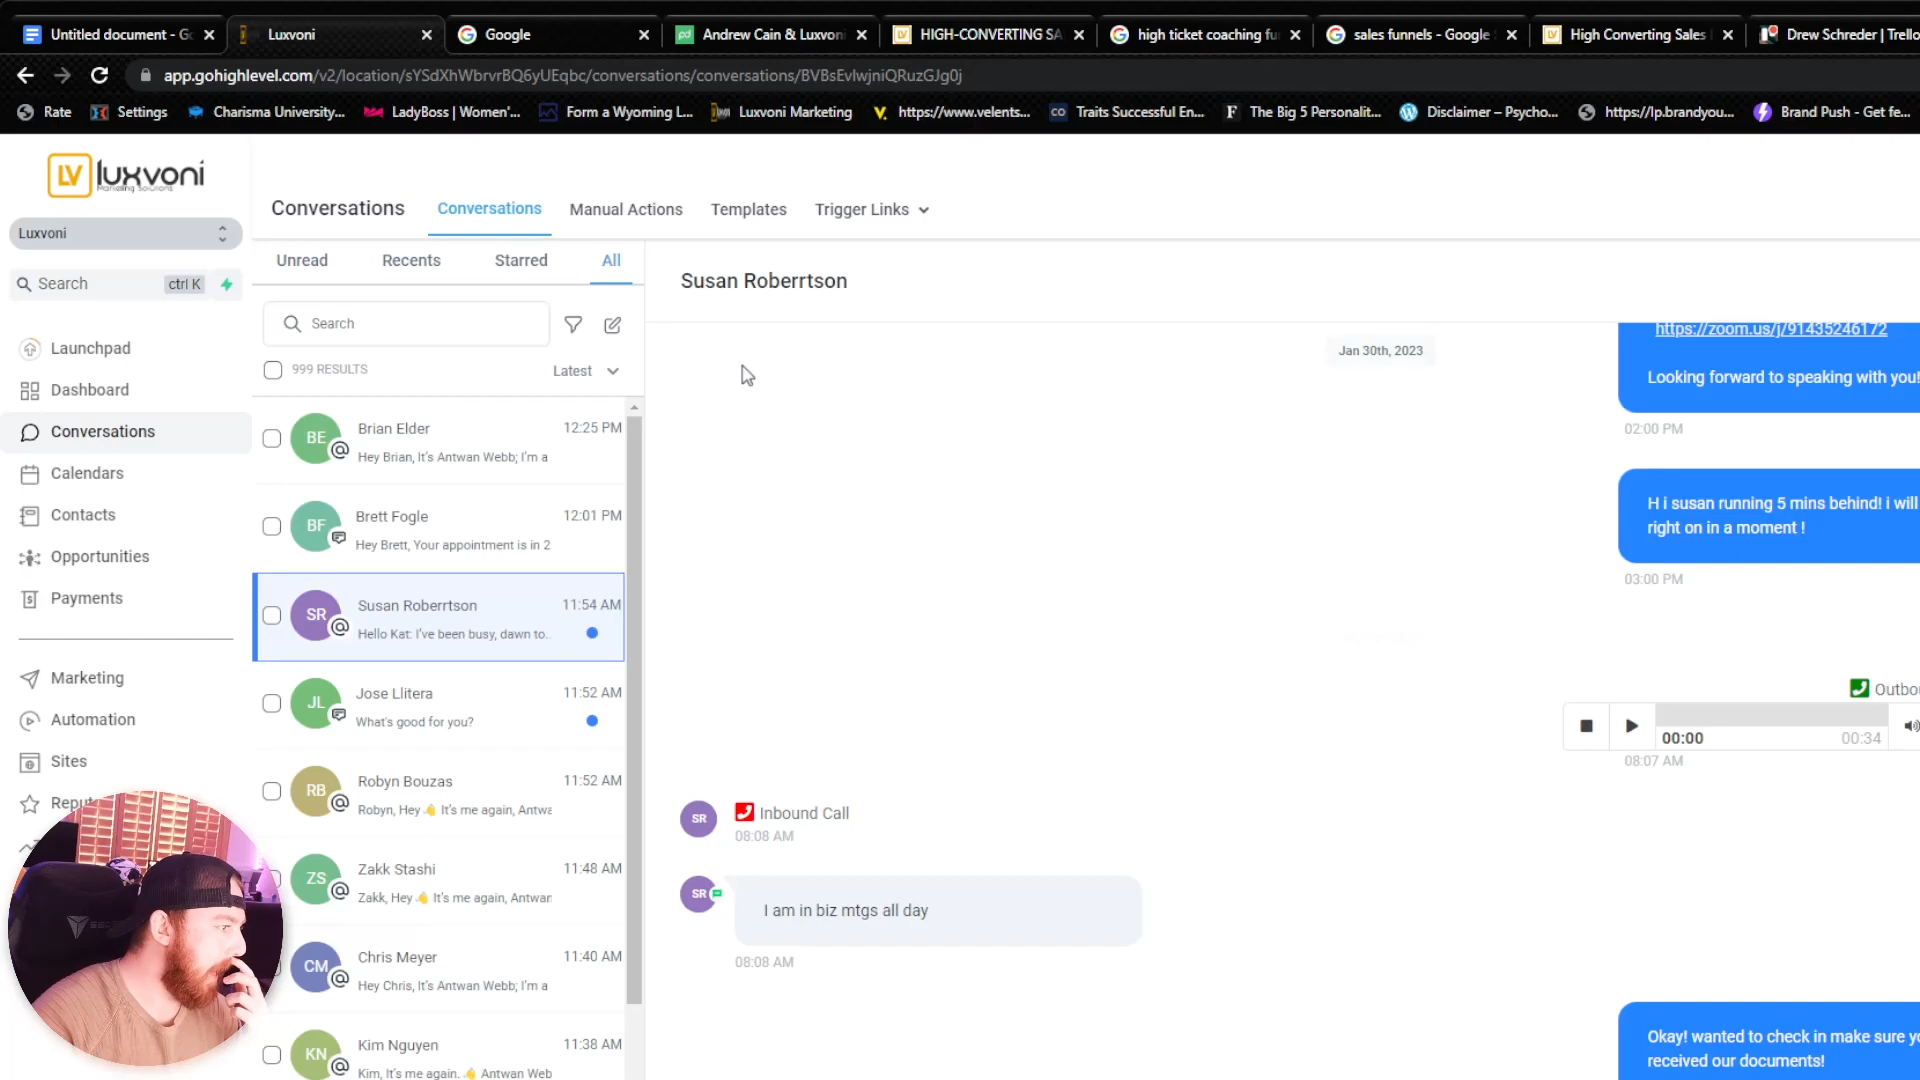 Untitled document - Go
Luxvoni
Google
Andrew Cain & Luxvoni
HIGH-CONVERTING SA
high ticket coaching fu
sales funnels - Google
High Converting Sales
Drew Schreder | Trello
app.gohighlevel.com/v2/location/sYSdXhWbrvrBQ6yUEqbc/conversations/conversations/BVBsEvlwjniQRuzGJg0j
Rate
Settings
Charisma University...
LadyBoss | Women'...
Form a Wyoming L...
Luxvoni Marketing
https://www.velents...
Traits Successful En...
The Big 5 Personalit...
Disclaimer – Psycho...
https://lp.brandyou...
Brand Push - Get fe...
LV luxvoni
Marketing Solutions
Luxvoni
Search
ctrl K
Launchpad
Dashboard
Conversations
Calendars
Contacts
Opportunities
Payments
Marketing
Automation
Sites
Conversations
Conversations
Manual Actions
Templates
Trigger Links
Unread
Recents
Starred
All
Search
999 RESULTS
Latest
BE
Brian Elder
12:25 PM
Hey Brian, It's Antwan Webb; I'm a
BF
Brett Fogle
12:01 PM
Hey Brett, Your appointment is in 2
SR
Susan Roberrtson
11:54 AM
Hello Kat: I've been busy, dawn to..
JL
Jose Llitera
11:52 AM
What's good for you?
RB
Robyn Bouzas
11:52 AM
Robyn, Hey 👋 It's me again, Antwa
ZS
Zakk Stashi
11:48 AM
Zakk, Hey 👋 It's me again, Antwan
CM
Chris Meyer
11:40 AM
Hey Chris, It's Antwan Webb; I'm a
KN
Kim Nguyen
11:38 AM
Kim, It's me again. 👋 Antwan Web
Susan Roberrtson
Jan 30th, 2023
https://zoom.us/j/91435246172
Looking forward to speaking with you!
02:00 PM
H i susan running 5 mins behind! i will
right on in a moment !
03:00 PM
Outbou
00:00
00:34
08:07 AM
SR
Inbound Call
08:08 AM
SR
I am in biz mtgs all day
08:08 AM
Okay! wanted to check in make sure yo
received our documents!